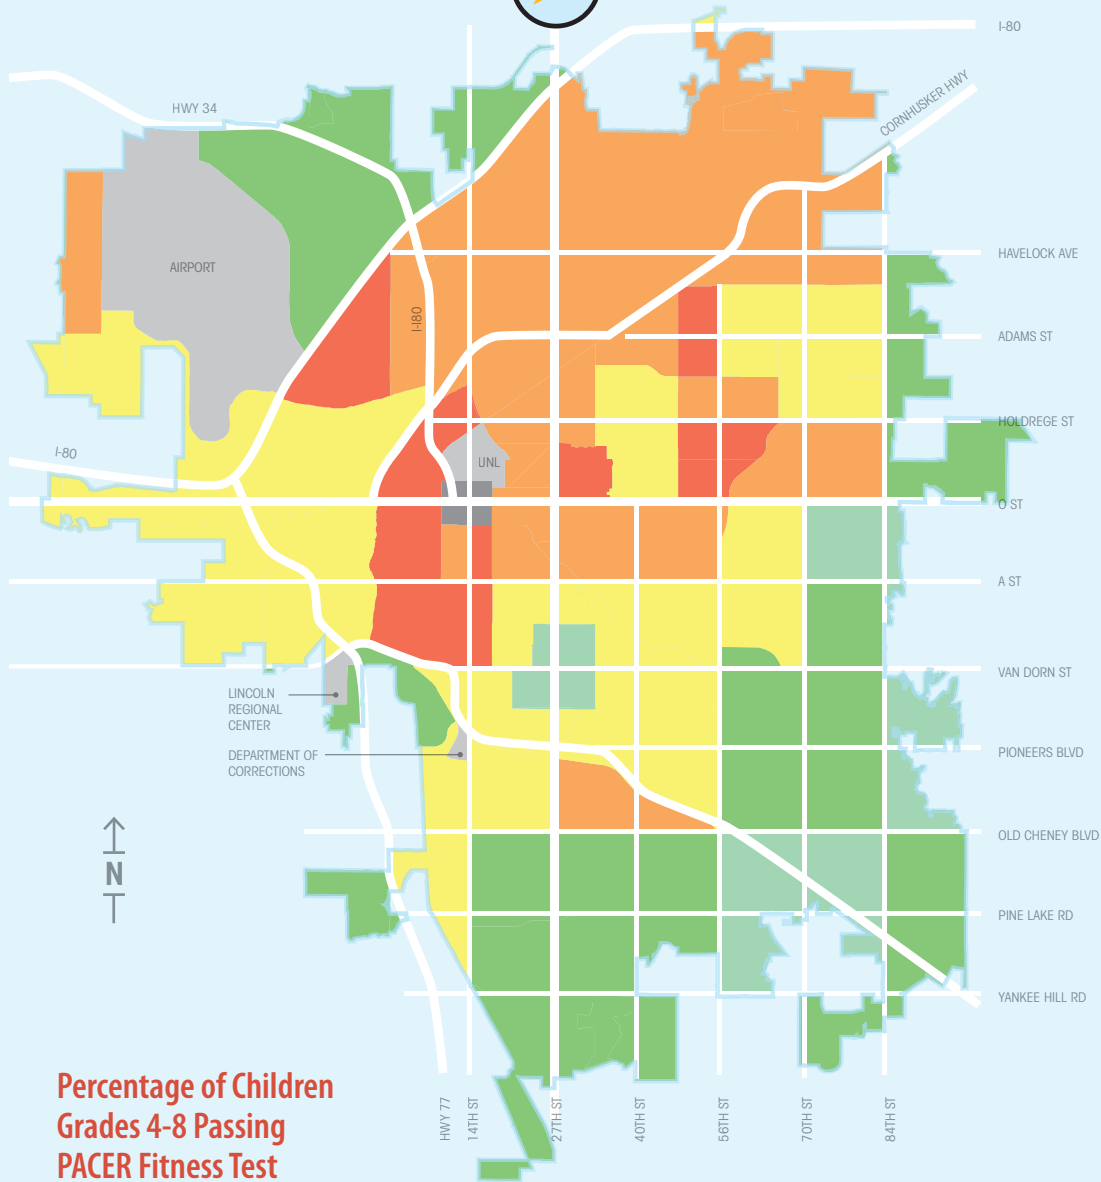 I-80
CORNHUSKER HWY
HWY 34
HAVELOCK AVE
AIRPORT
I-180
ADAMS ST
HOLDREGE ST
I-80
UNL
O ST
A ST
VAN DORN ST
LINCOLN
REGIONAL
CENTER
DEPARTMENT OF
CORRECTIONS
PIONEERS BLVD
OLD CHENEY BLVD
N
PINE LAKE RD
YANKEE HILL RD
HWY 77
14TH ST
27TH ST
40TH ST
56TH ST
70TH ST
84TH ST
Percentage of Children
Grades 4-8 Passing
PACER Fitness Test